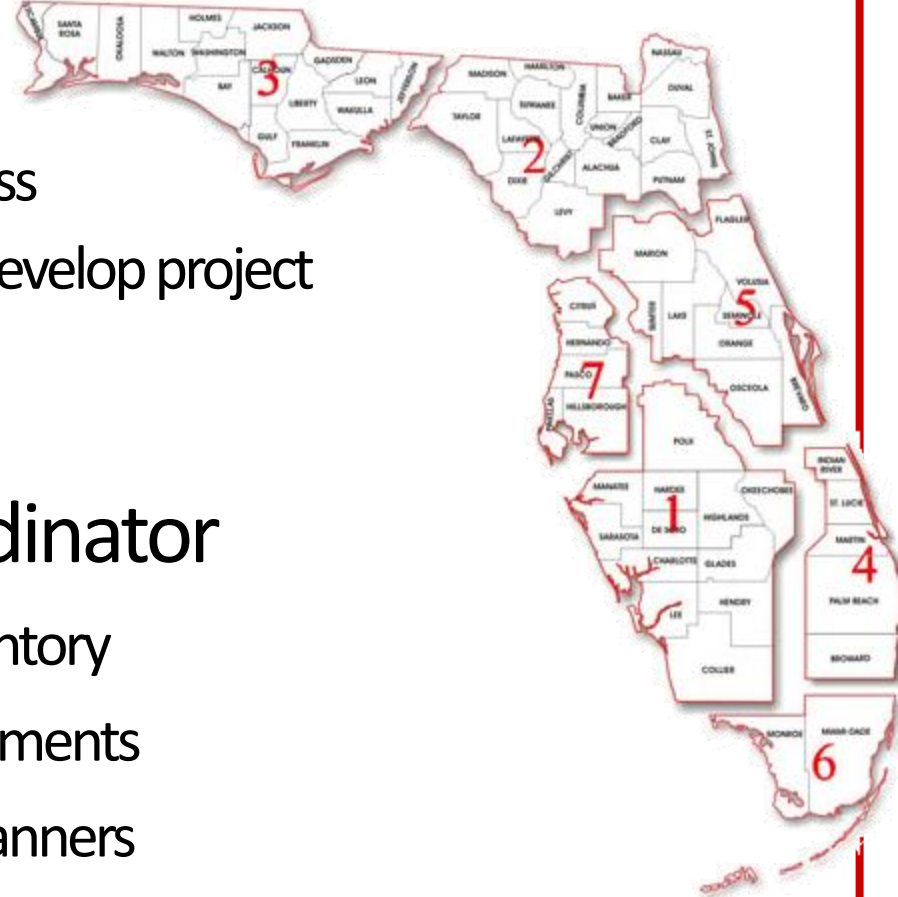 ss
evelop project
dinator
ntory
ments
anners
ESCAMBIA
SANTA
ROSA
OKALOOSA
HOLMES
JACKSON
WALTON
WASHINGTON
CALHOUN
3
BAY
GADSDEN
LEON
JEFFERSON
LIBERTY
WAKULLA
GULF
FRANKLIN
MADISON
HAMILTON
TAYLOR
SUWANEE
COLUMBIA
BAKER
NASSAU
DUVAL
LAFAYETTE
2
UNION
BRADFORD
CLAY
ST. JOHNS
DIXIE
GILCHRIST
ALACHUA
PUTNAM
LEVY
FLAGLER
MARION
VOLUSIA
CITRUS
SUMTER
LAKE
SEMINOLE
5
HERNANDO
ORANGE
PASCO
7
OSCEOLA
BREVARD
PINELLAS
HILLSBOROUGH
POLK
INDIAN
RIVER
MANATEE
HARDEE
OKEECHOBEE
ST. LUCIE
1
DE SOTO
HIGHLANDS
SARASOTA
MARTIN
CHARLOTTE
GLADES
4
LEE
HENDRY
PALM BEACH
COLLIER
BROWARD
MONROE
MIAMI-DADE
6